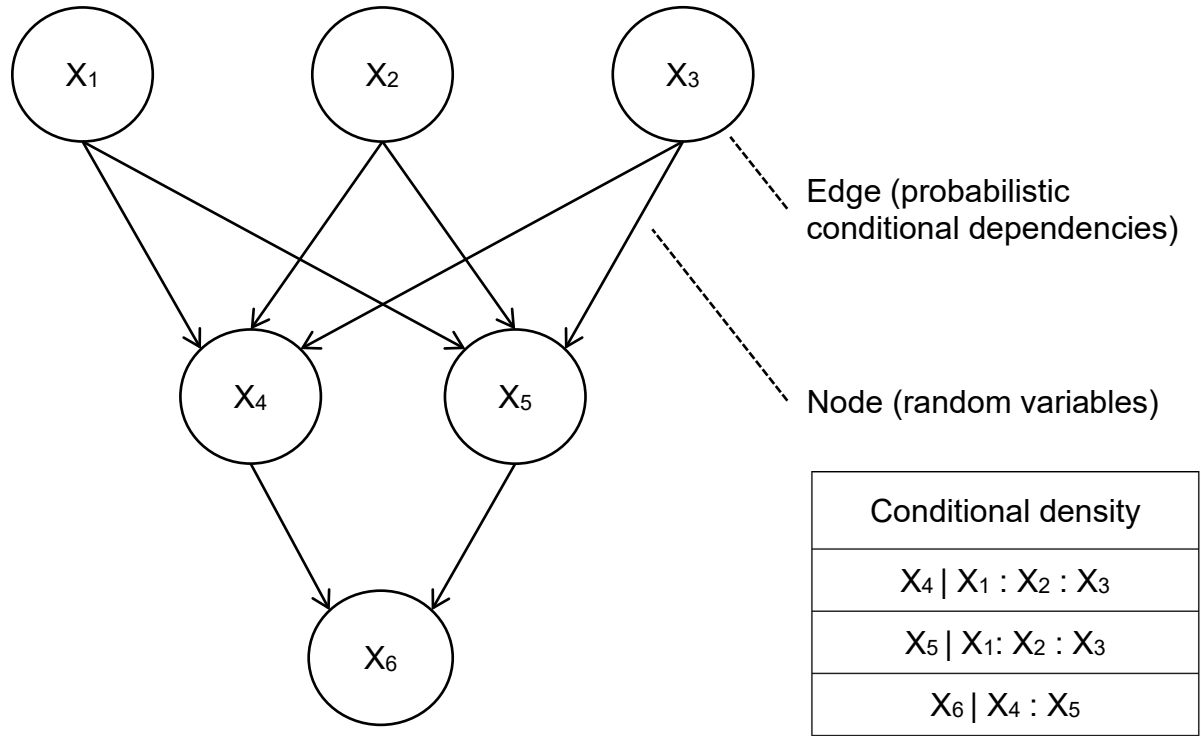 X1
X2
X3
Edge (probabilistic
conditional dependencies)
X4
X5
Node (random variables)
X6
Conditional density
X4 | X1 : X2 : X3
X5 | X1: X2 : X3
X6 | X4 : X5